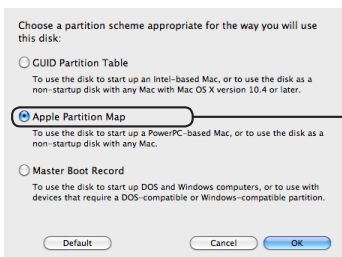 Choose a partition scheme appropriate for the way you will use
this disk:
GUID Partition Table
To use the disk to start up an Intel-based Mac, or to use the disk as a
non-startup disk with any Mac with Mac OS X version 10.4 or later.
Apple Partition Map
To use the disk to start up a PowerPC-based Mac, or to use the disk as a
non-startup disk with any Mac.
Master Boot Record
To use the disk to start up DOS and Windows computers, or to use with
devices that require a DOS-compatible or Windows-compatible partition.
Default Cancel OK